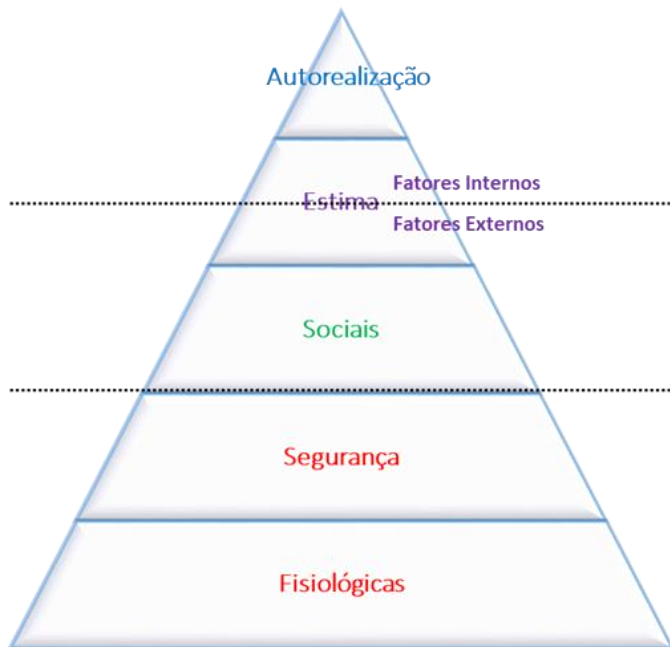 Autorealização
Fatores Internos
Estima
Fatores Externos
Sociais
Segurança
Fisiológicas